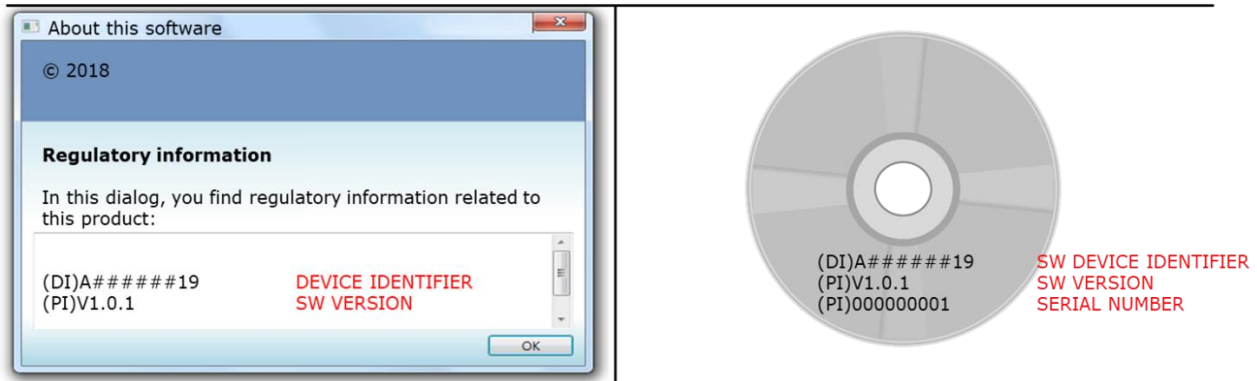 About this software
© 2018
Regulatory information
In this dialog, you find regulatory information related to
this product:
(DI)A######19 DEVICE IDENTIFIER
(PI)V1.0.1 SW VERSION
OK
(DI)A######19 SW DEVICE IDENTIFIER
(PI)V1.0.1 SW VERSION
(PI)000000001 SERIAL NUMBER